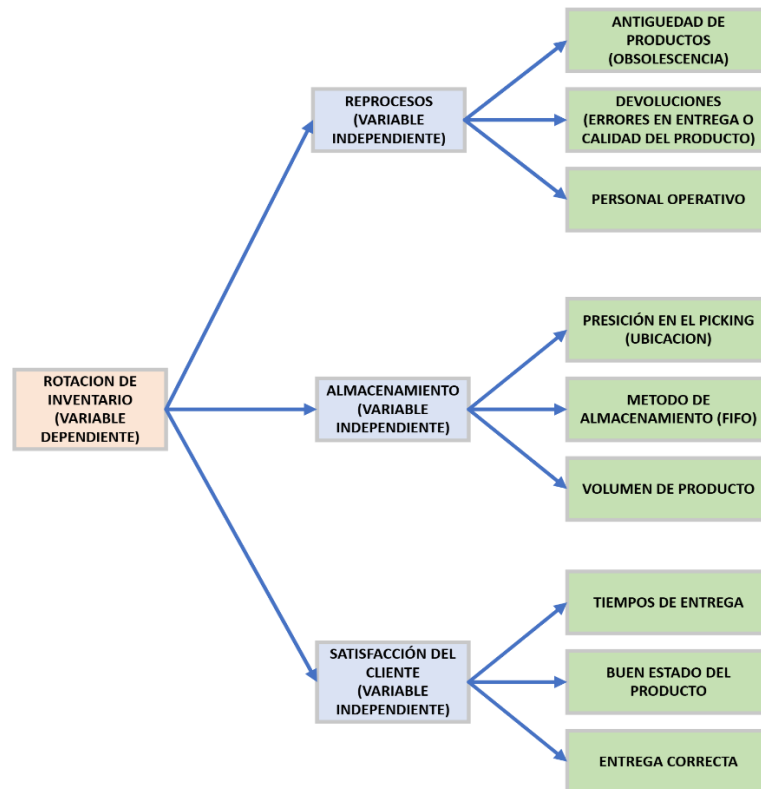 ANTIGUEDAD DE
PRODUCTOS
(OBSOLESCENCIA)
REPROCESOS
(VARIABLE
INDEPENDIENTE)
DEVOLUCIONES
(ERRORES EN ENTREGA O
CALIDAD DEL PRODUCTO)
PERSONAL OPERATIVO
PRESICIÓN EN EL PICKING
(UBICACION)
ROTACION DE
INVENTARIO
(VARIABLE
DEPENDIENTE)
ALMACENAMIENTO
(VARIABLE
INDEPENDIENTE)
METODO DE
ALMACENAMIENTO (FIFO)
VOLUMEN DE PRODUCTO
TIEMPOS DE ENTREGA
SATISFACCIÓN DEL
CLIENTE
(VARIABLE
INDEPENDIENTE)
BUEN ESTADO DEL
PRODUCTO
ENTREGA CORRECTA